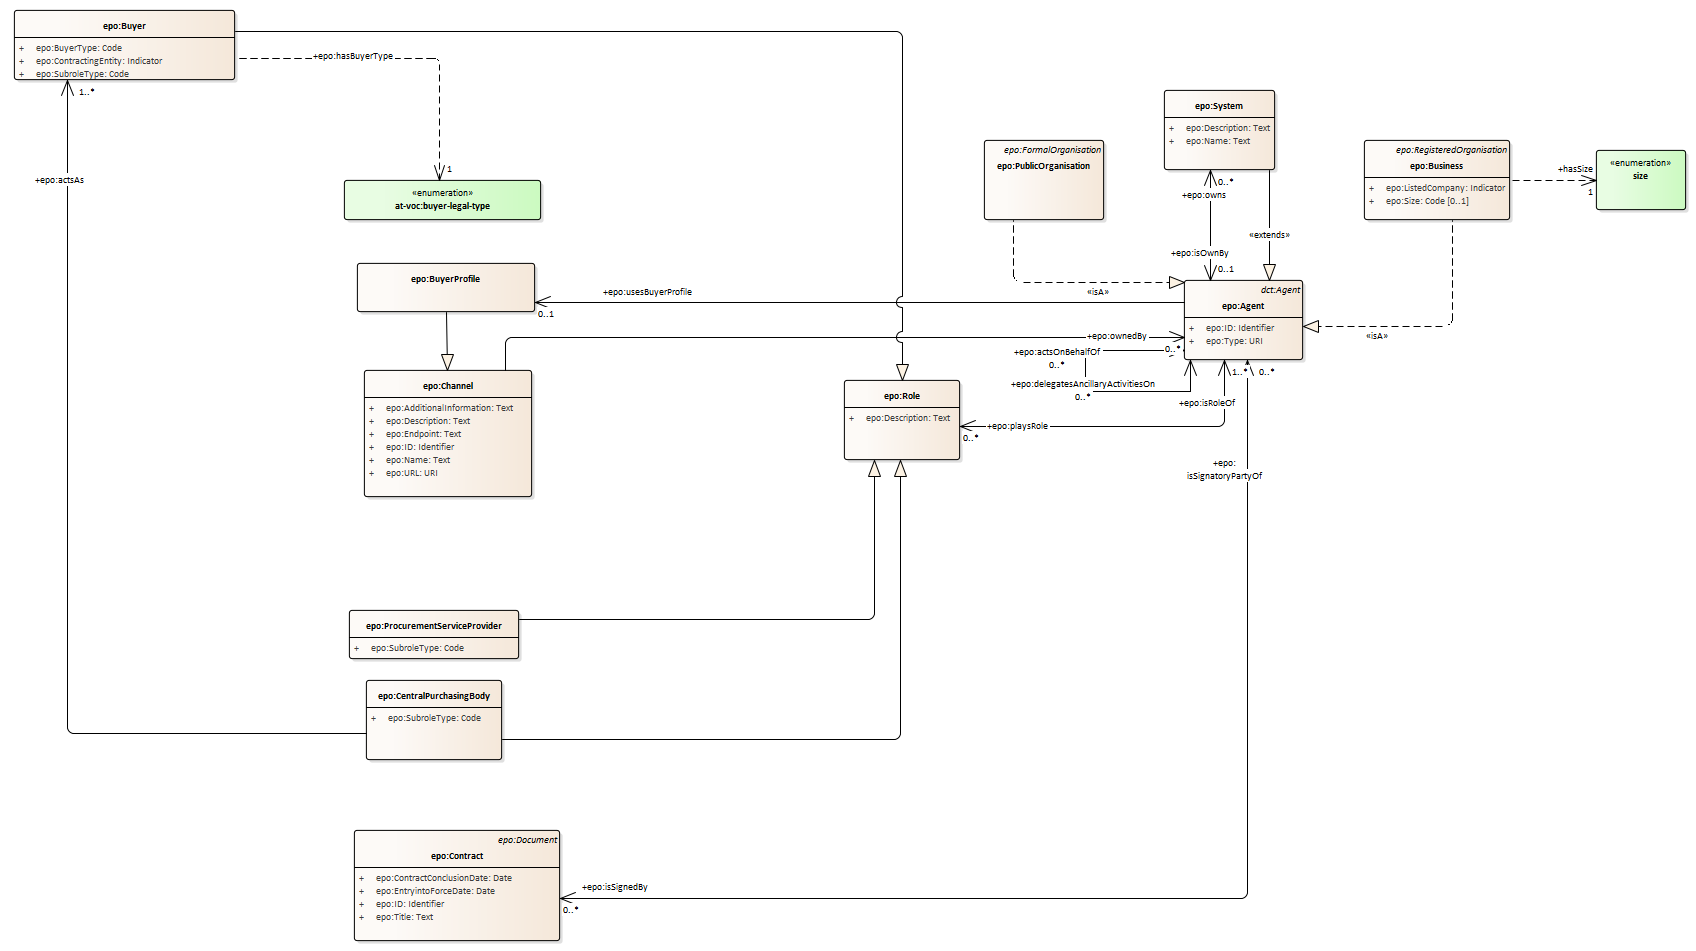 epo:Buyer
+ epo:BuyerType: Code
+ epo:ContractingEntity: Indicator
+ epo:SubroleType: Code
+epo:hasBuyerType
1..*
1
+epo:actsAs
«enumeration»
at-voc:buyer-legal-type
epo:System
+ epo:Description: Text
+ epo:Name: Text
epo:FormalOrganisation
epo:PublicOrganisation
epo:RegisteredOrganisation
epo:Business
+ epo:ListedCompany: Indicator
+ epo:Size: Code [0..1]
+hasSize
1
«enumeration»
size
0..*
+epo:owns
«extends»
+epo:isOwnBy
0..1
epo:BuyerProfile
+epo:usesBuyerProfile
0..1
«isA»
dct:Agent
epo:Agent
+ epo:ID: Identifier
+ epo:Type: URI
«isA»
+epo:ownedBy
+epo:actsOnBehalfOf
0..*
0..*
+epo:delegatesAncillaryActivitiesOn
0..*
1..*
0..*
+epo:isRoleOf
epo:Channel
+ epo:AdditionalInformation: Text
+ epo:Description: Text
+ epo:Endpoint: Text
+ epo:ID: Identifier
+ epo:Name: Text
+ epo:URL: URI
epo:Role
+ epo:Description: Text
+epo:playsRole
0..*
+epo:
isSignatoryPartyOf
epo:ProcurementServiceProvider
+ epo:SubroleType: Code
epo:CentralPurchasingBody
+ epo:SubroleType: Code
epo:Document
epo:Contract
+ epo:ContractConclusionDate: Date
+ epo:EntryintoForceDate: Date
+ epo:ID: Identifier
+ epo:Title: Text
+epo:isSignedBy
0..*